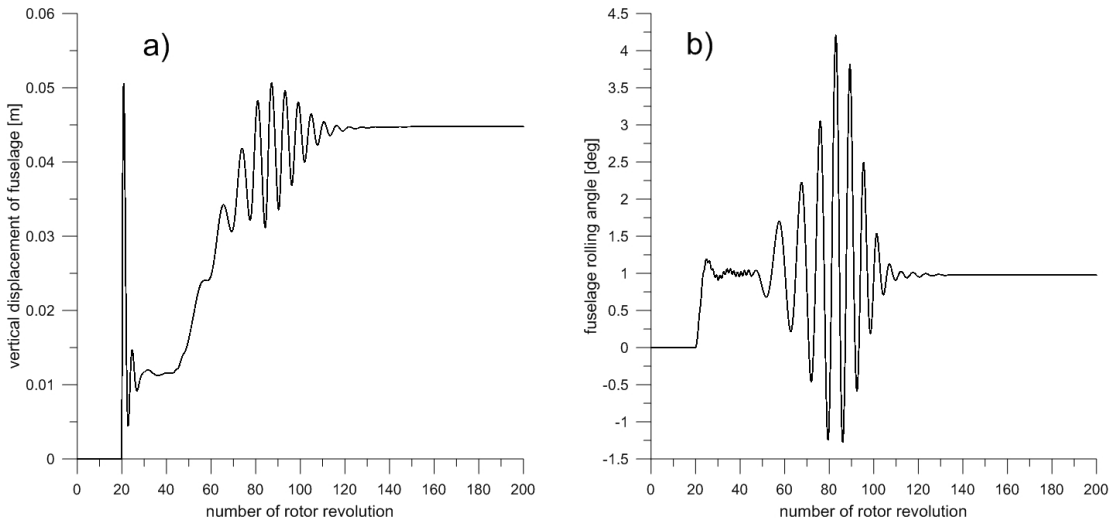 a)
vertical displacement of fuselage [m]
0.06
0.05
0.04
0.03
0.02
0.01
0
0 20 40 60 80 100 120 140 160 180 200
number of rotor revolution
b)
fuselage rolling angle [deg]
4.5
4
3.5
3
2.5
2
1.5
1
0.5
0
-0.5
-1
-1.5
0 20 40 60 80 100 120 140 160 180 200
number of rotor revolution